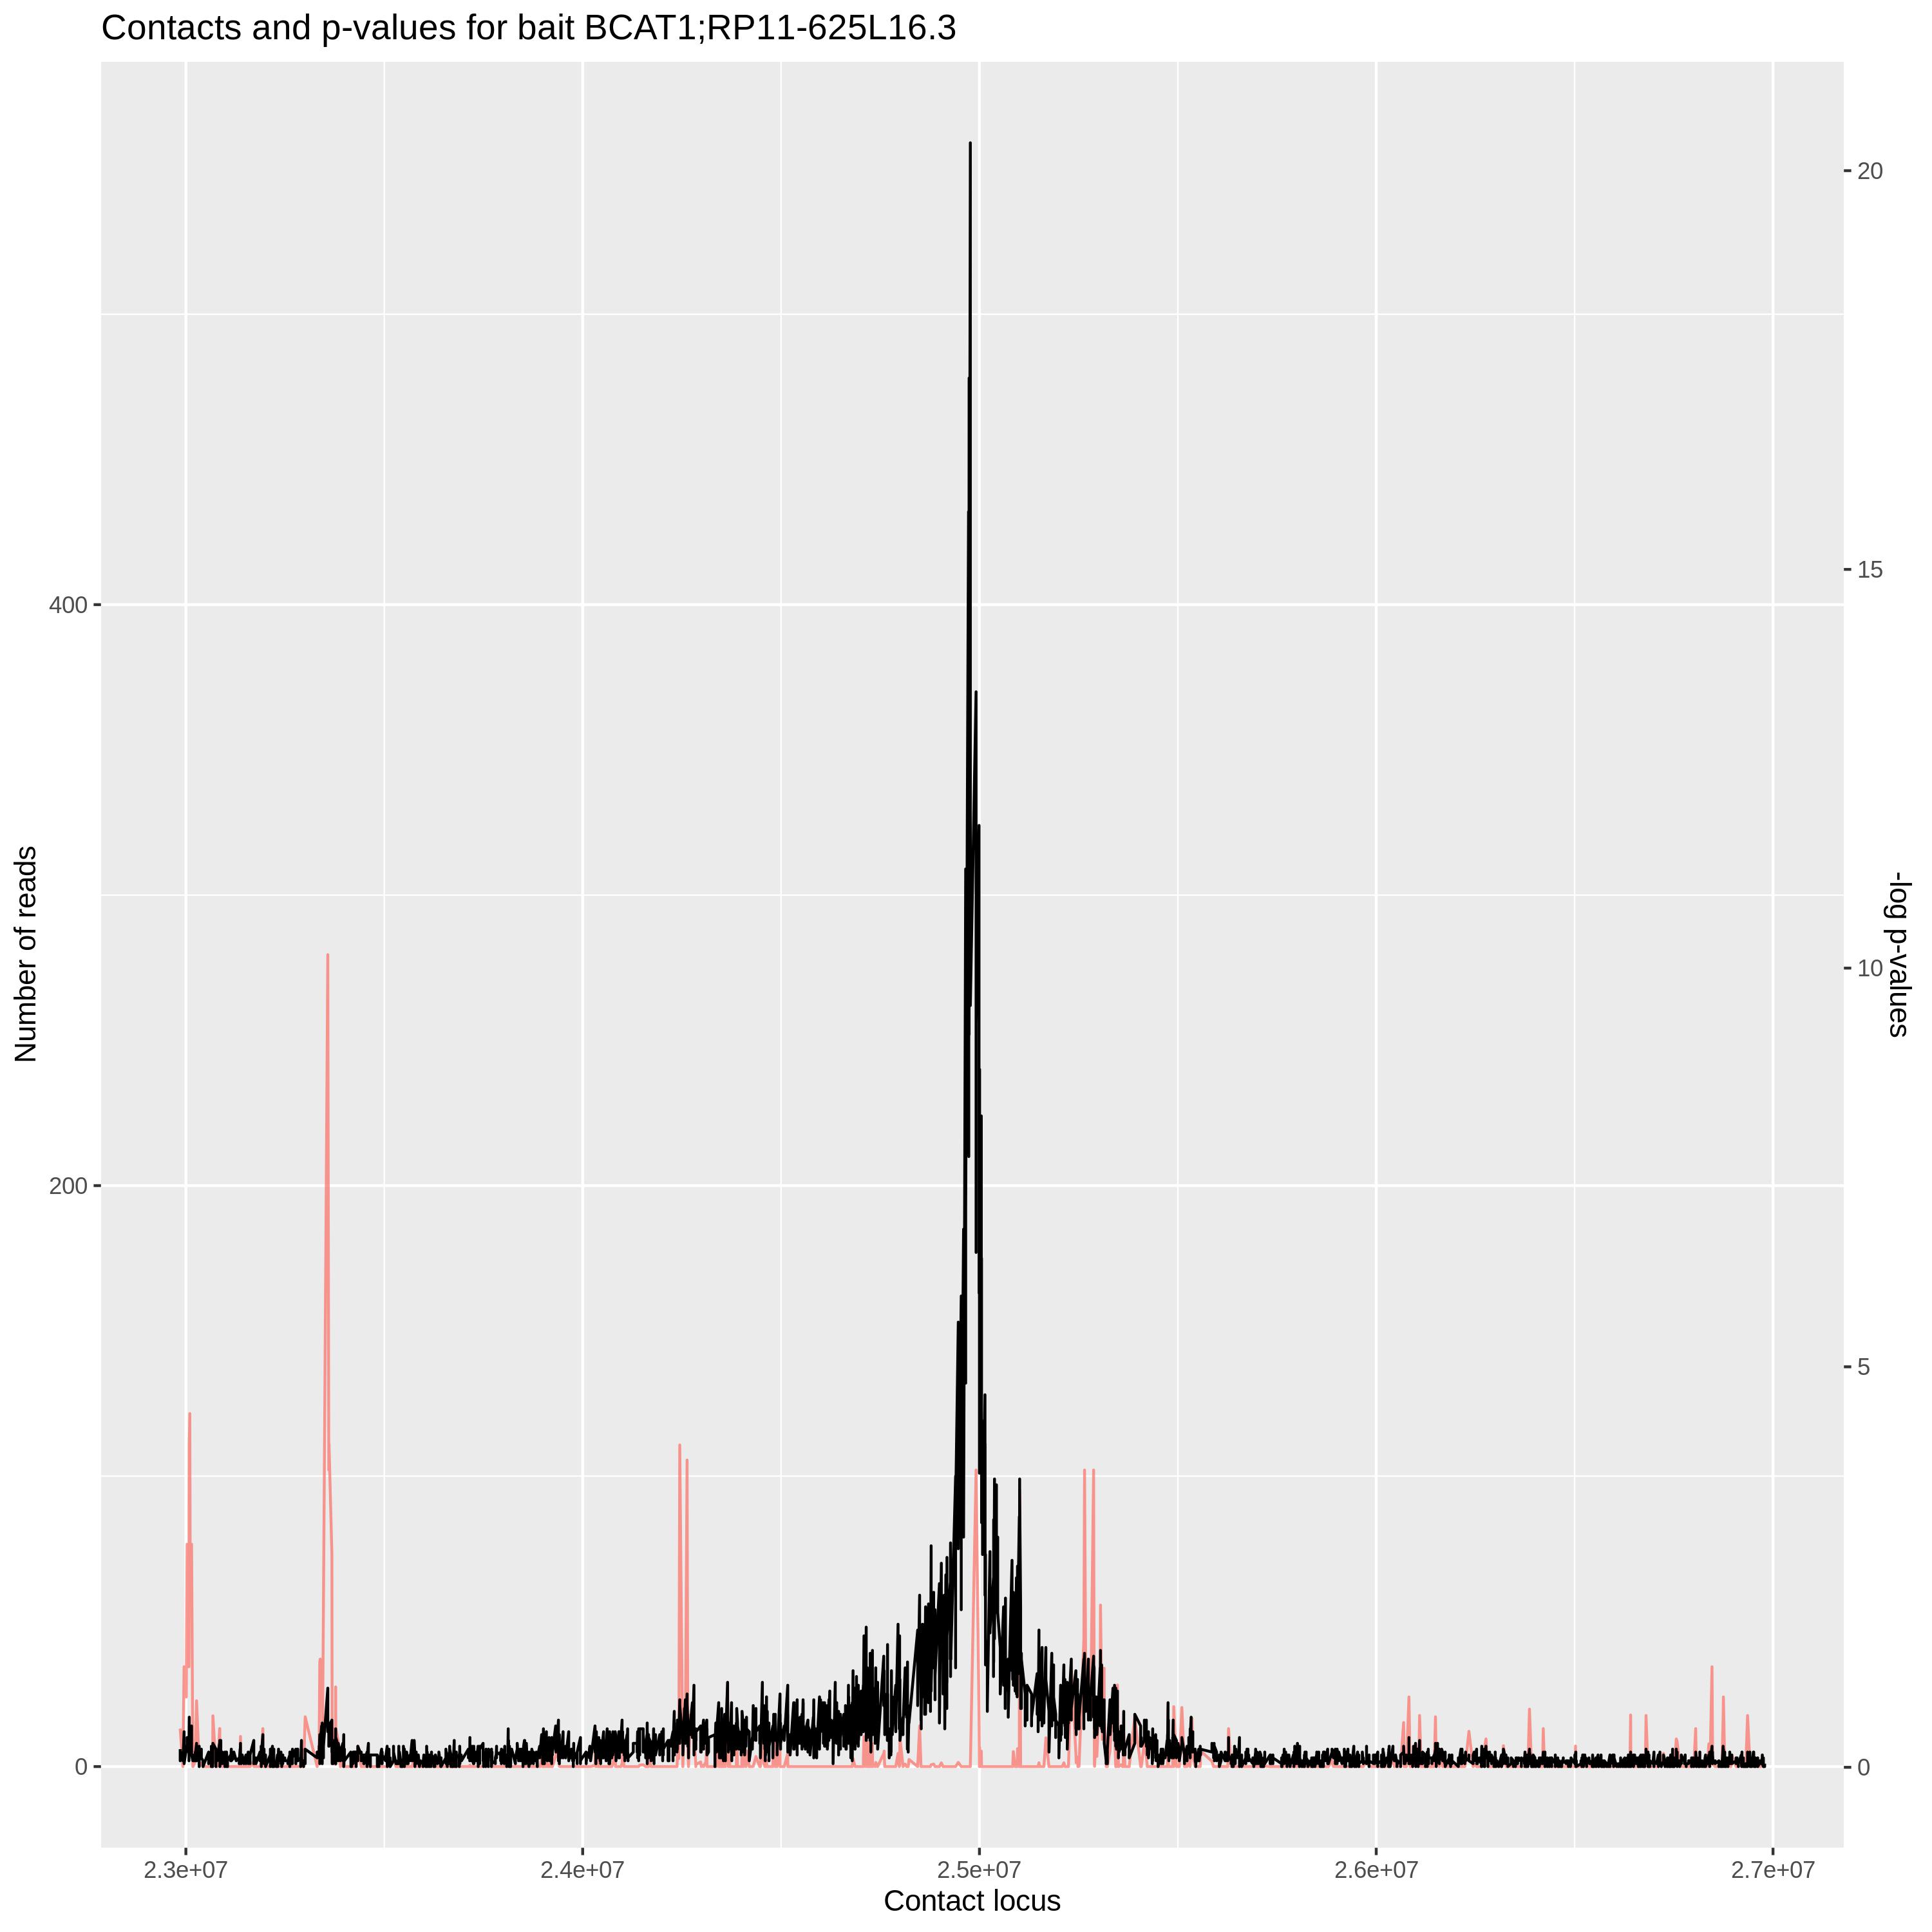 Contacts and p-values for bait BCAT1;RP11-625L16.3
Number of reads
400
200
0
20
15
10
5
0
-log p-values
2.3e+07 2.4e+07 2.5e+07 2.6e+07 2.7e+07
Contact locus